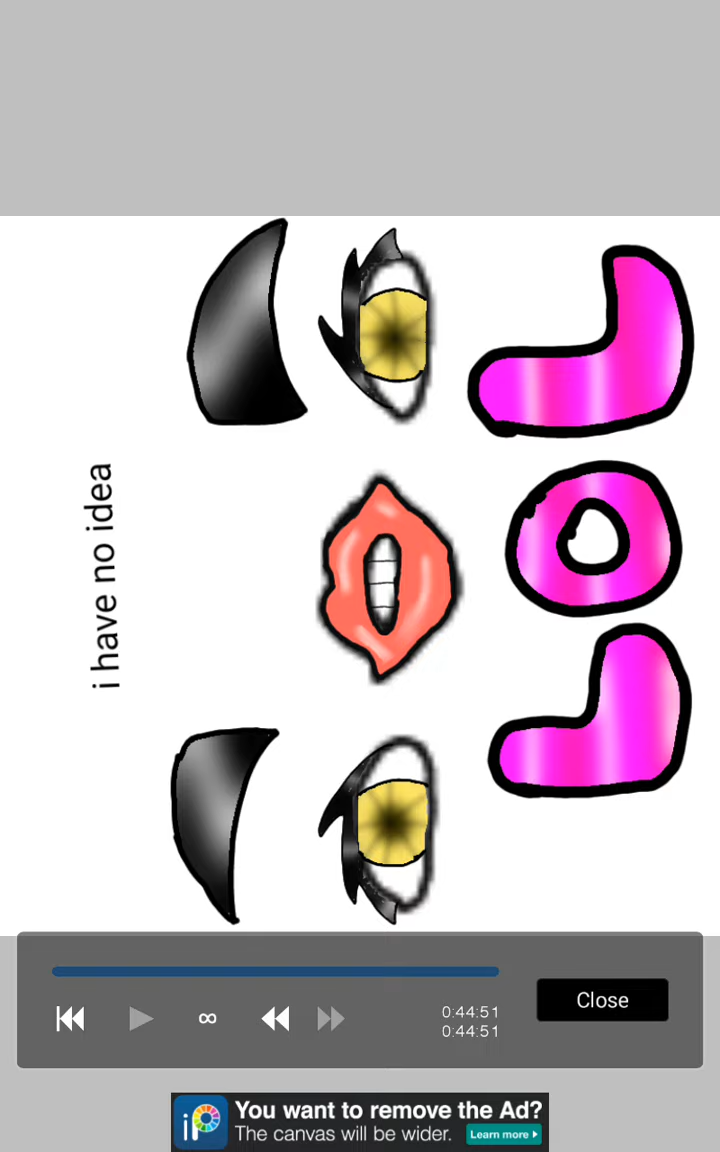 i have no idea
LOL
0:44:51
0:44:51
Close
iP
You want to remove the Ad?
The canvas will be wider.
Learn more